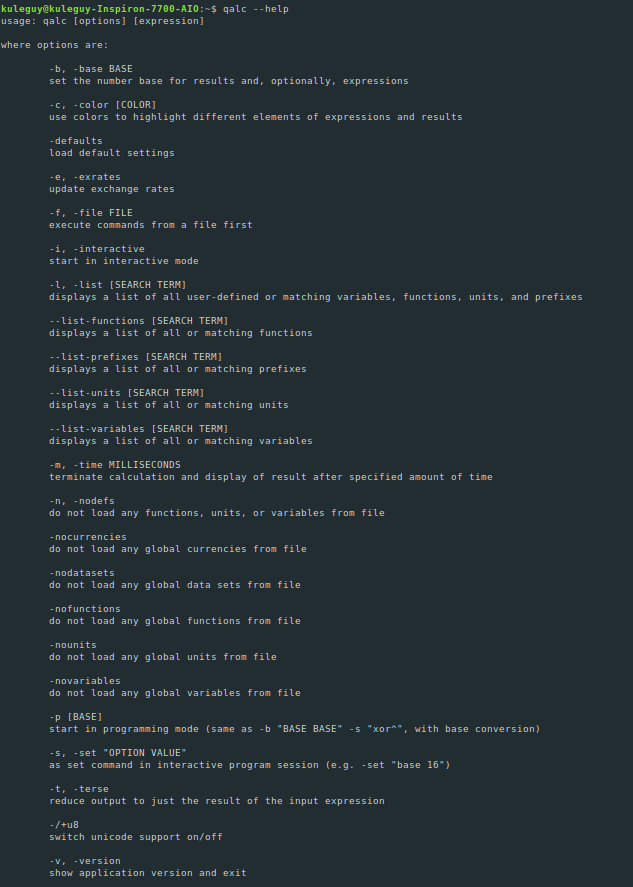 kuleguy@kuleguy-Inspiron-7700-AIO:~$ qalc --help
usage: qalc [options] [expression]

where options are:

        -b, -base BASE
        set the number base for results and, optionally, expressions

        -c, -color [COLOR]
        use colors to highlight different elements of expressions and results

        -defaults
        load default settings

        -e, -exrates
        update exchange rates

        -f, -file FILE
        execute commands from a file first

        -i, -interactive
        start in interactive mode

        -l, -list [SEARCH TERM]
        displays a list of all user-defined or matching variables, functions, units, and prefixes

        --list-functions [SEARCH TERM]
        displays a list of all or matching functions

        --list-prefixes [SEARCH TERM]
        displays a list of all or matching prefixes

        --list-units [SEARCH TERM]
        displays a list of all or matching units

        --list-variables [SEARCH TERM]
        displays a list of all or matching variables

        -m, -time MILLISECONDS
        terminate calculation and display of result after specified amount of time

        -n, -nodefs
        do not load any functions, units, or variables from file

        -nocurrencies
        do not load any global currencies from file

        -nodatasets
        do not load any global data sets from file

        -nofunctions
        do not load any global functions from file

        -nounits
        do not load any global units from file

        -novariables
        do not load any global variables from file

        -p [BASE]
        start in programming mode (same as -b "BASE BASE" -s "xor^", with base conversion)

        -s, -set "OPTION VALUE"
        as set command in interactive program session (e.g. -set "base 16")

        -t, -terse
        reduce output to just the result of the input expression

        -/+u8
        switch unicode support on/off

        -v, -version
        show application version and exit